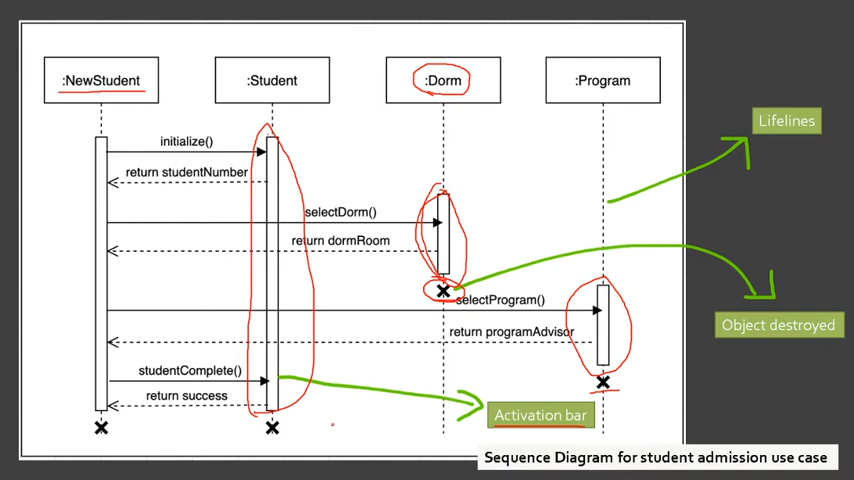 :NewStudent
:Student
:Dorm
:Program
Lifelines
initialize()
return studentNumber
selectDorm()
return dormRoom
selectProgram()
Object destroyed
return programAdvisor
studentComplete()
return success
Activation bar
Sequence Diagram for student admission use case